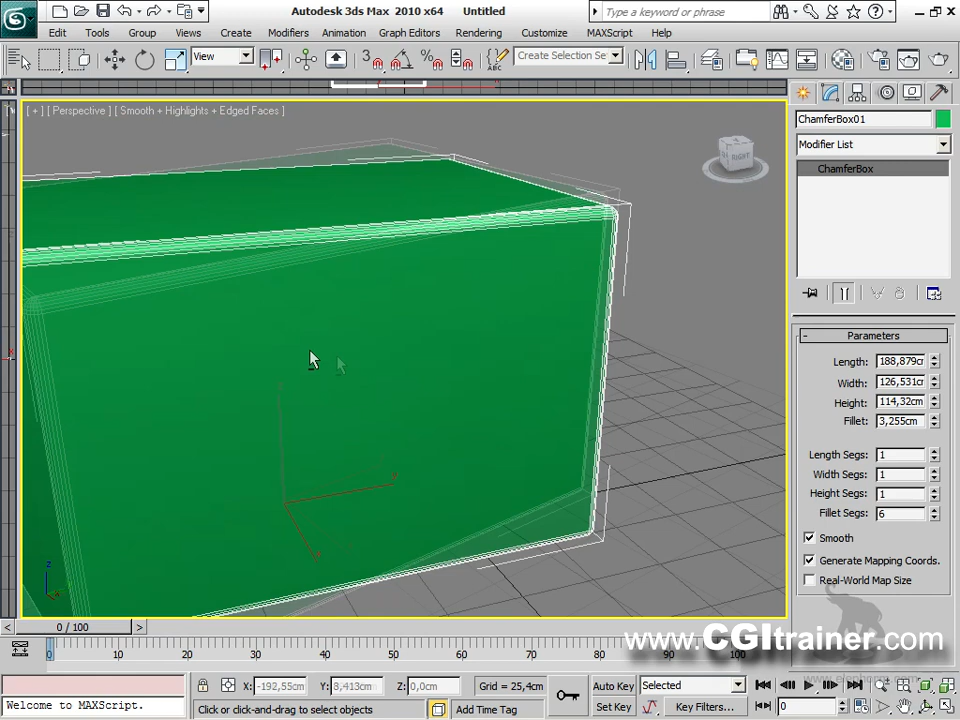 Autodesk 3ds Max 2010 x64 Untitled
Type a keyword or phrase
Edit Tools Group Views Create Modifiers Animation Graph Editors Rendering Customize MAXScript Help
View
3
Create Selection Se
[ + ] [ Perspective ] [ Smooth + Highlights + Edged Faces ]
RIGHT
ChamferBox01
Modifier List
ChamferBox
Parameters
Length: 188,879cr
Width: 126,531cr
Height: 114,32cm
Fillet: 3,255cm
Length Segs: 1
Width Segs: 1
Height Segs: 1
Fillet Segs: 6
Smooth
Generate Mapping Coords.
Real-World Map Size
0 / 100
0 10 20 30 40 50 60 70 80 90 100
www.CGItrainer.com
X: -192,55cm Y: 8,413cm Z: 0,0cm Grid = 25,4cm
Auto Key Selected
Welcome to MAXScript.
Click or click-and-drag to select objects
Add Time Tag
Set Key Key Filters... 0